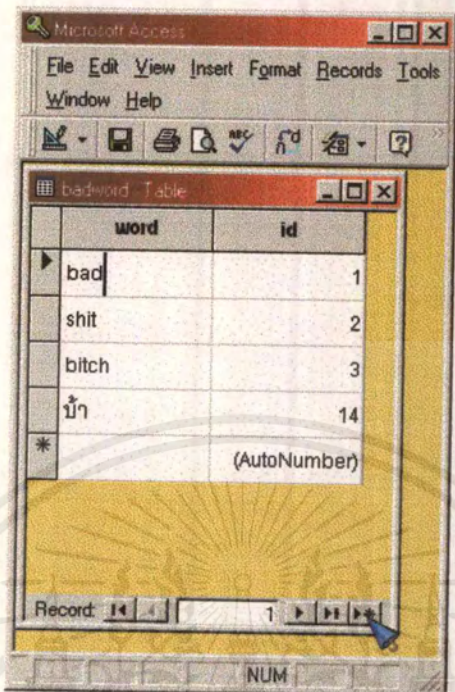 Microsoft Access
File Edit View Insert Format Records Tools
Window Help
badword : Table
word id
bad 1
shit 2
bitch 3
บ้า 14
(AutoNumber)
Record: 1
NUM